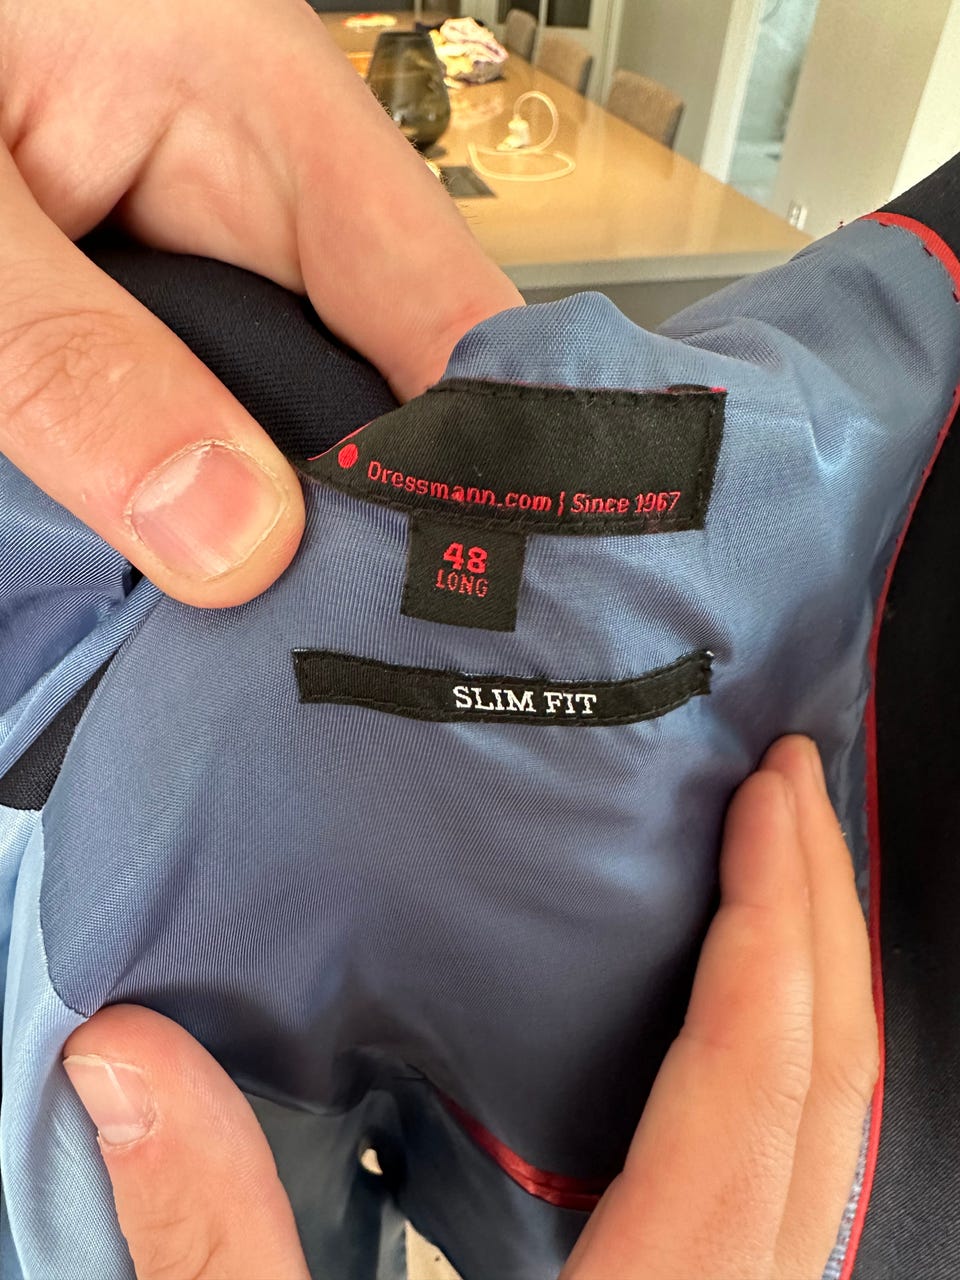 Dressmann.com | Since 1967
48
LONG
SLIM FIT